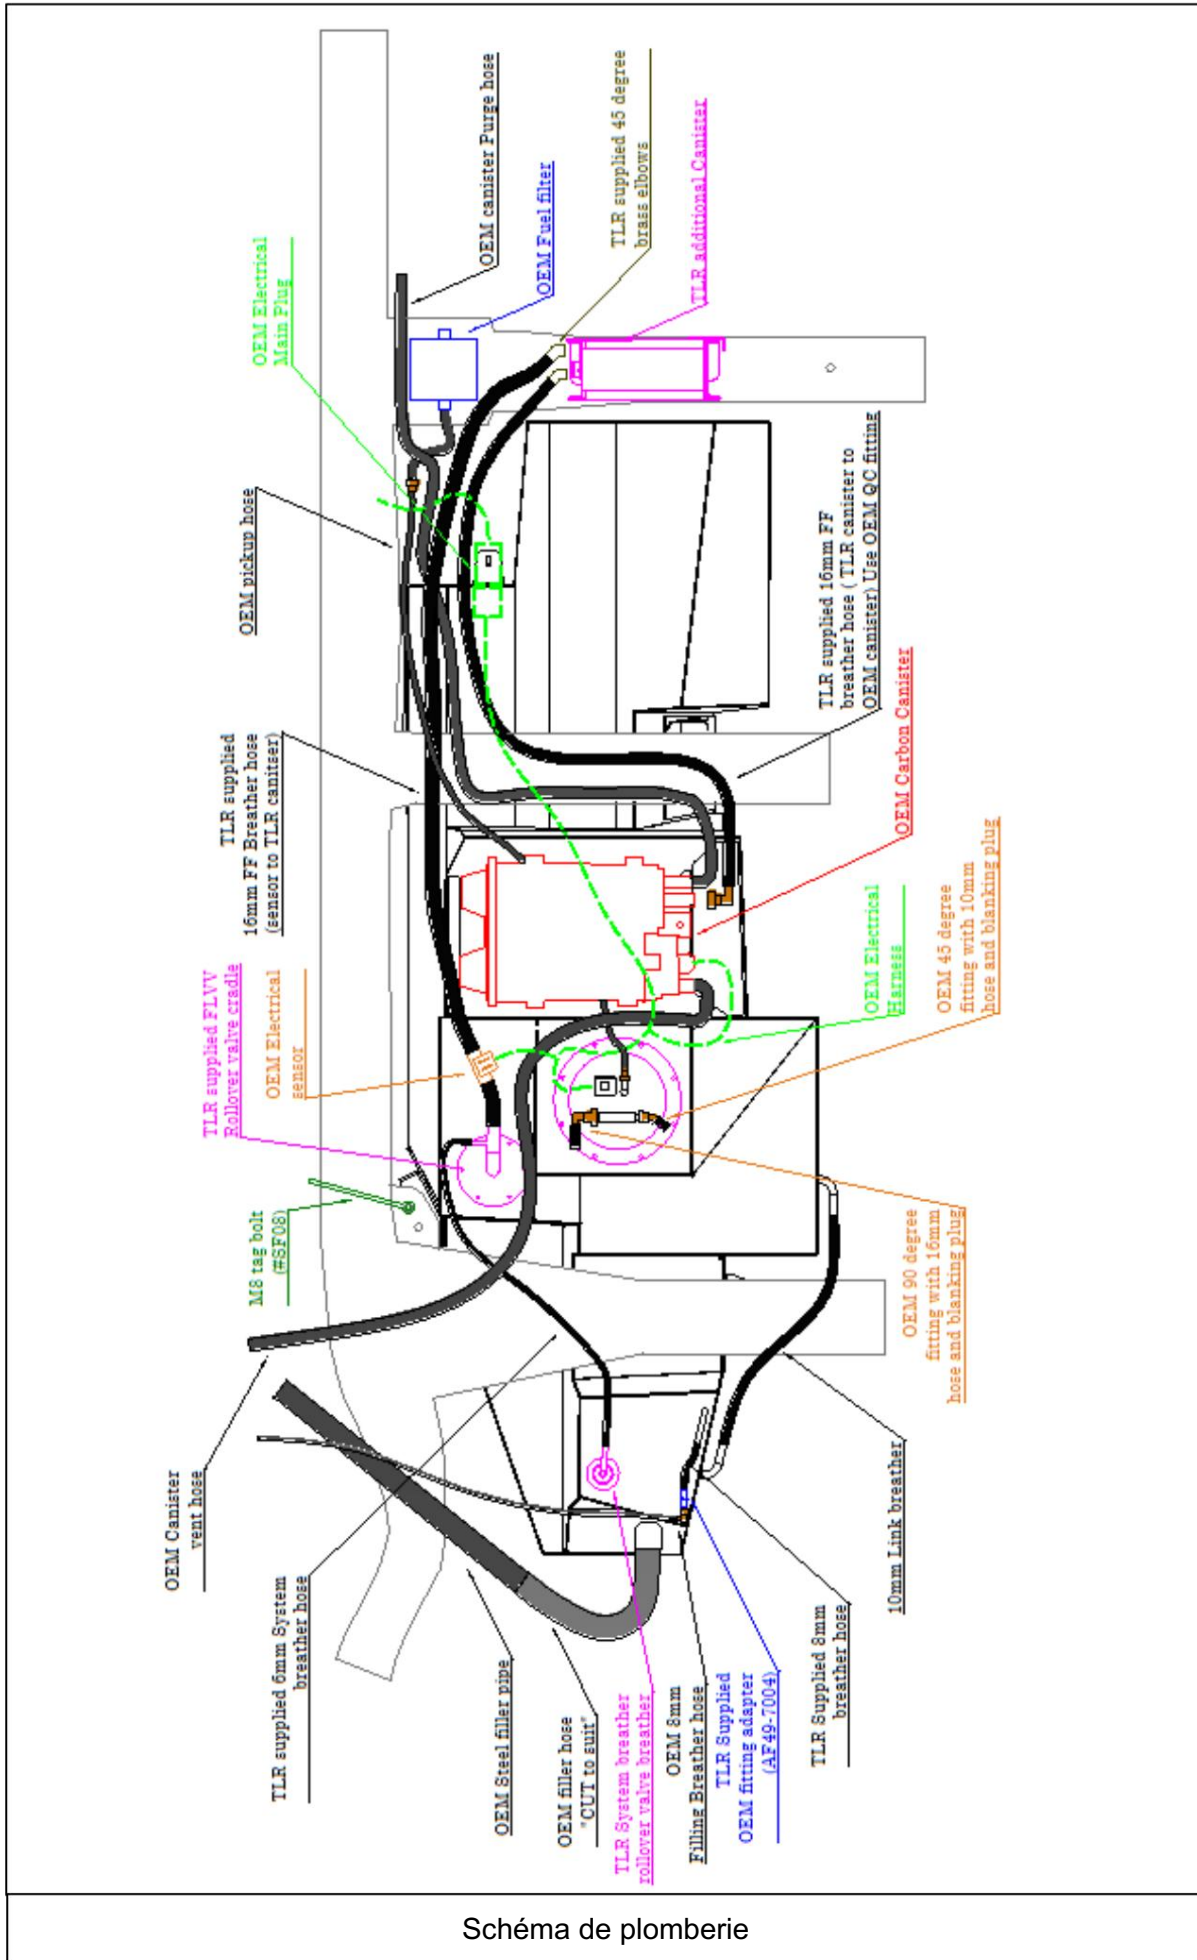 OEM Canister
vent hose
TLR supplied 6mm System
breather hose
OEM Steel filler pipe
OEM filler hose
"CUT to suit"
TLR System breather
rollover valve breather
OEM 8mm
Filling Breather hose
TLR Supplied
OEM fitting adapter
(AF49-7004)
TLR Supplied 8mm
breather hose
10mm Link breather
M8 tag bolt
(#SF08)
TLR supplied FLVV
Rollover valve cradle
OEM Electrical
sensor
TLR supplied
16mm FF Breather hose
(sensor to TLR canitser)
OEM pickup hose
OEM Electrical
Main Plug
OEM canister Purge hose
OEM Fuel filter
TLR supplied 45 degree
brass elbows
TLR additional Canister
TLR supplied 16mm FF
breather hose ( TLR canister to
OEM canister) Use OEM QC fitting
OEM Carbon Canister
OEM Electrical
Harness
OEM 45 degree
fitting with 10mm
hose and blanking plug
OEM 90 degree
fitting with 16mm
hose and blanking plug
Schéma de plomberie